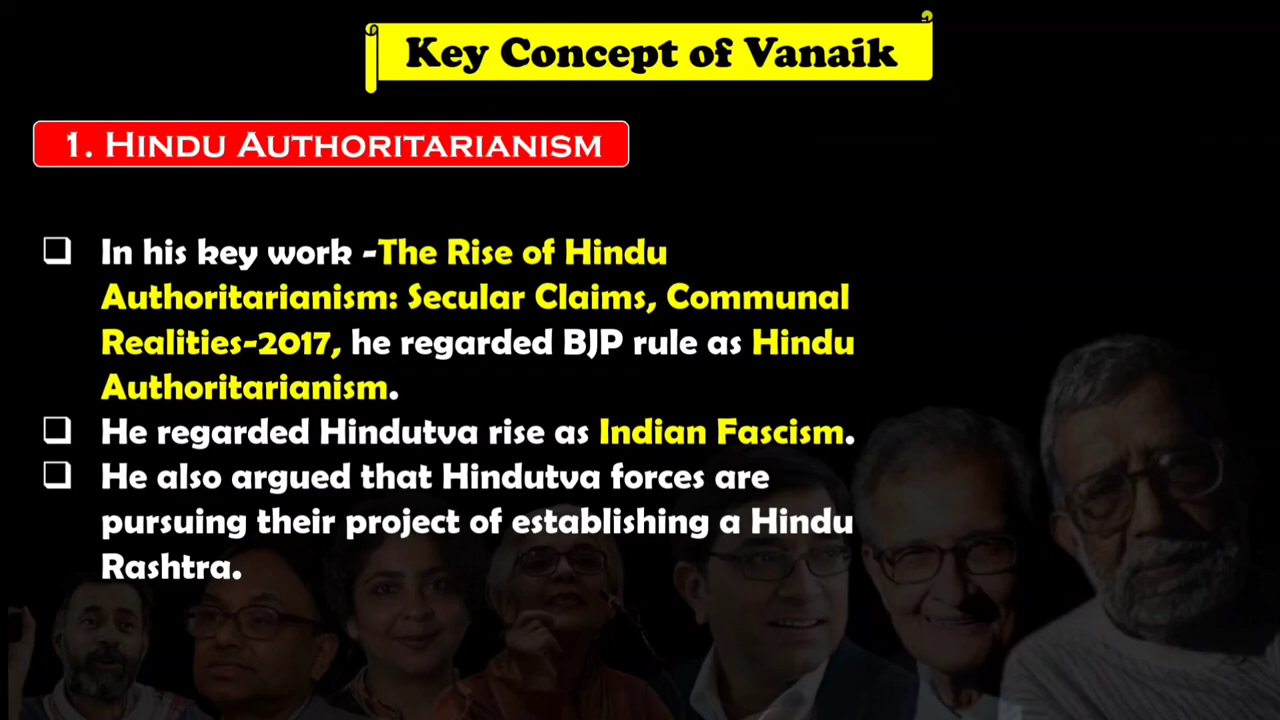 Key Concept of Vanaik
1. HINDU AUTHORITARIANISM
❑ In his key work -The Rise of Hindu
Authoritarianism: Secular Claims, Communal
Realities-2017, he regarded BJP rule as Hindu
Authoritarianism.
❑ He regarded Hindutva rise as Indian Fascism.
❑ He also argued that Hindutva forces are
pursuing their project of establishing a Hindu
Rashtra.